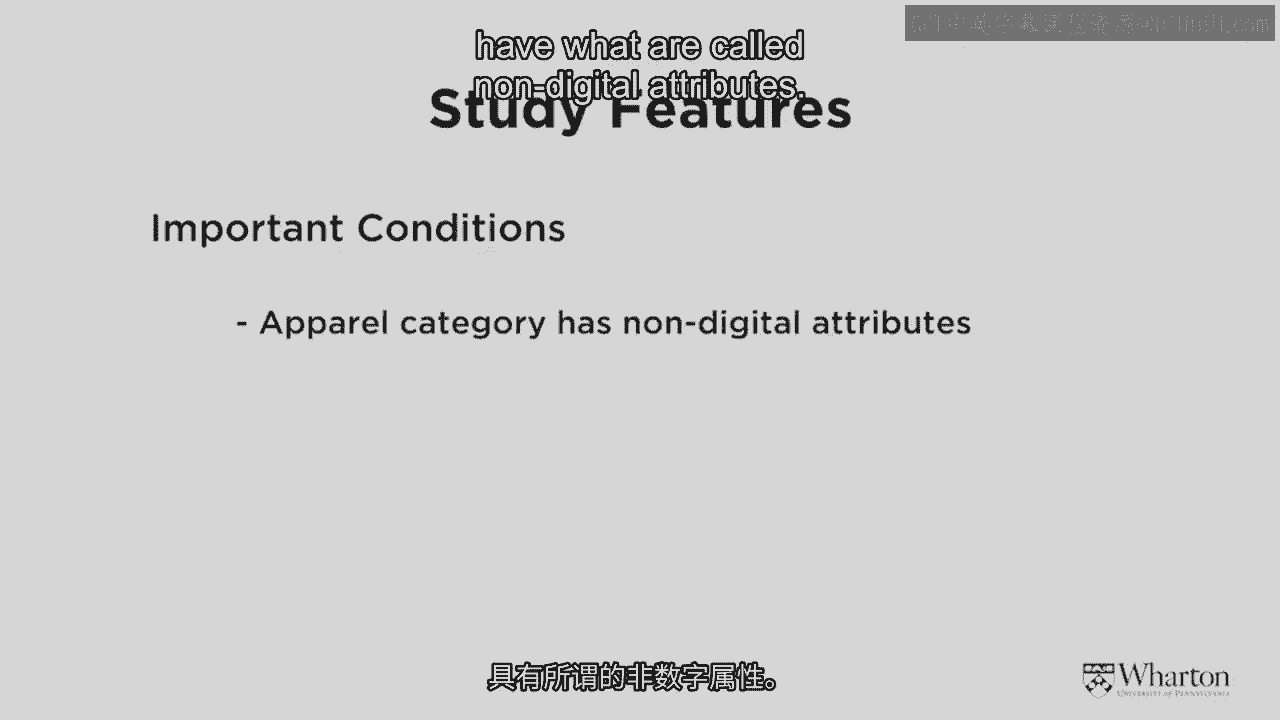 have what are called
non-digital attributes.
Study Features
Important Conditions
- Apparel category has non-digital attributes
具有所谓的非数字属性。
Wharton
UNIVERSITY of PENNSYLVANIA